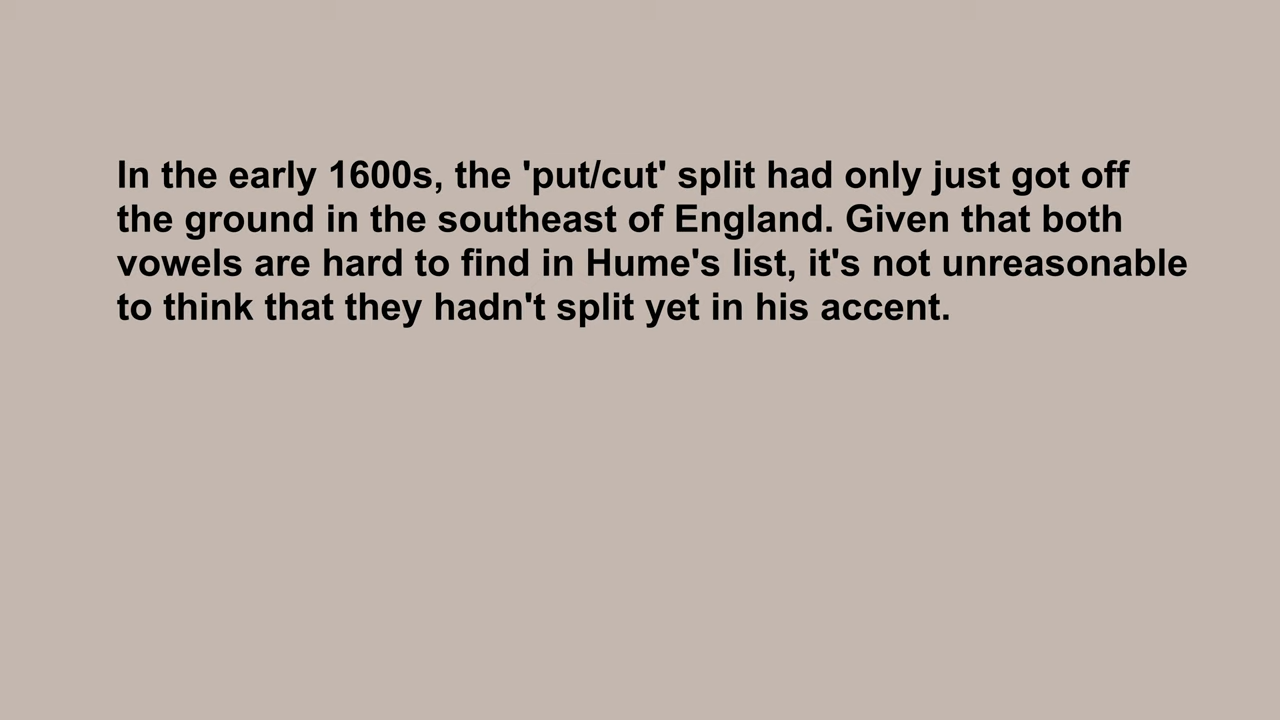 In the early 1600s, the 'put/cut' split had only just got off
the ground in the southeast of England. Given that both
vowels are hard to find in Hume's list, it's not unreasonable
to think that they hadn't split yet in his accent.